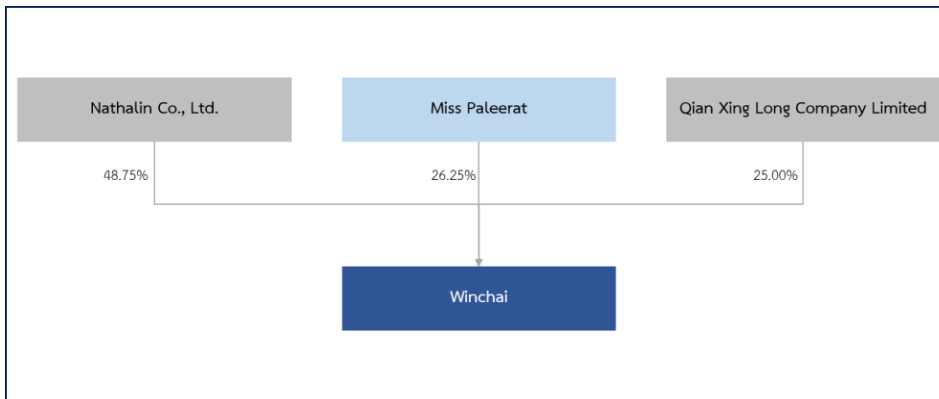 Nathalin Co., Ltd.
Miss Paleerat
Qian Xing Long Company Limited
48.75%
26.25%
25.00%
Winchai